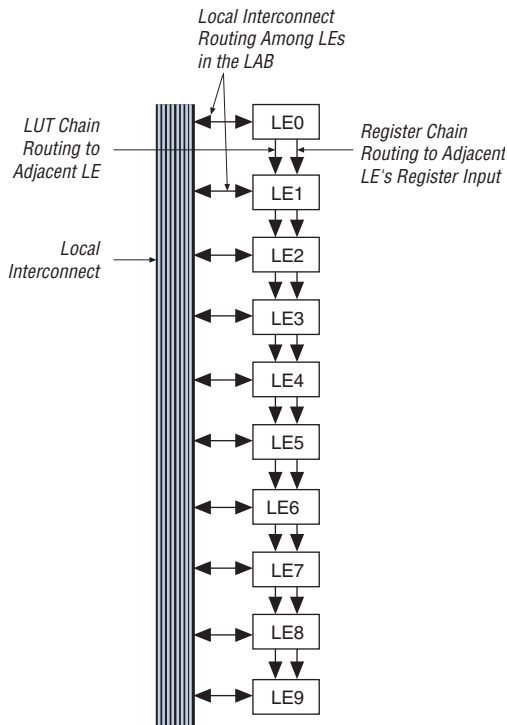 Local Interconnect
Routing Among LEs
in the LAB
LUT Chain
Routing to
Adjacent LE
Register Chain
Routing to Adjacent
LE's Register Input
Local
Interconnect
LE0
LE1
LE2
LE3
LE4
LE5
LE6
LE7
LE8
LE9